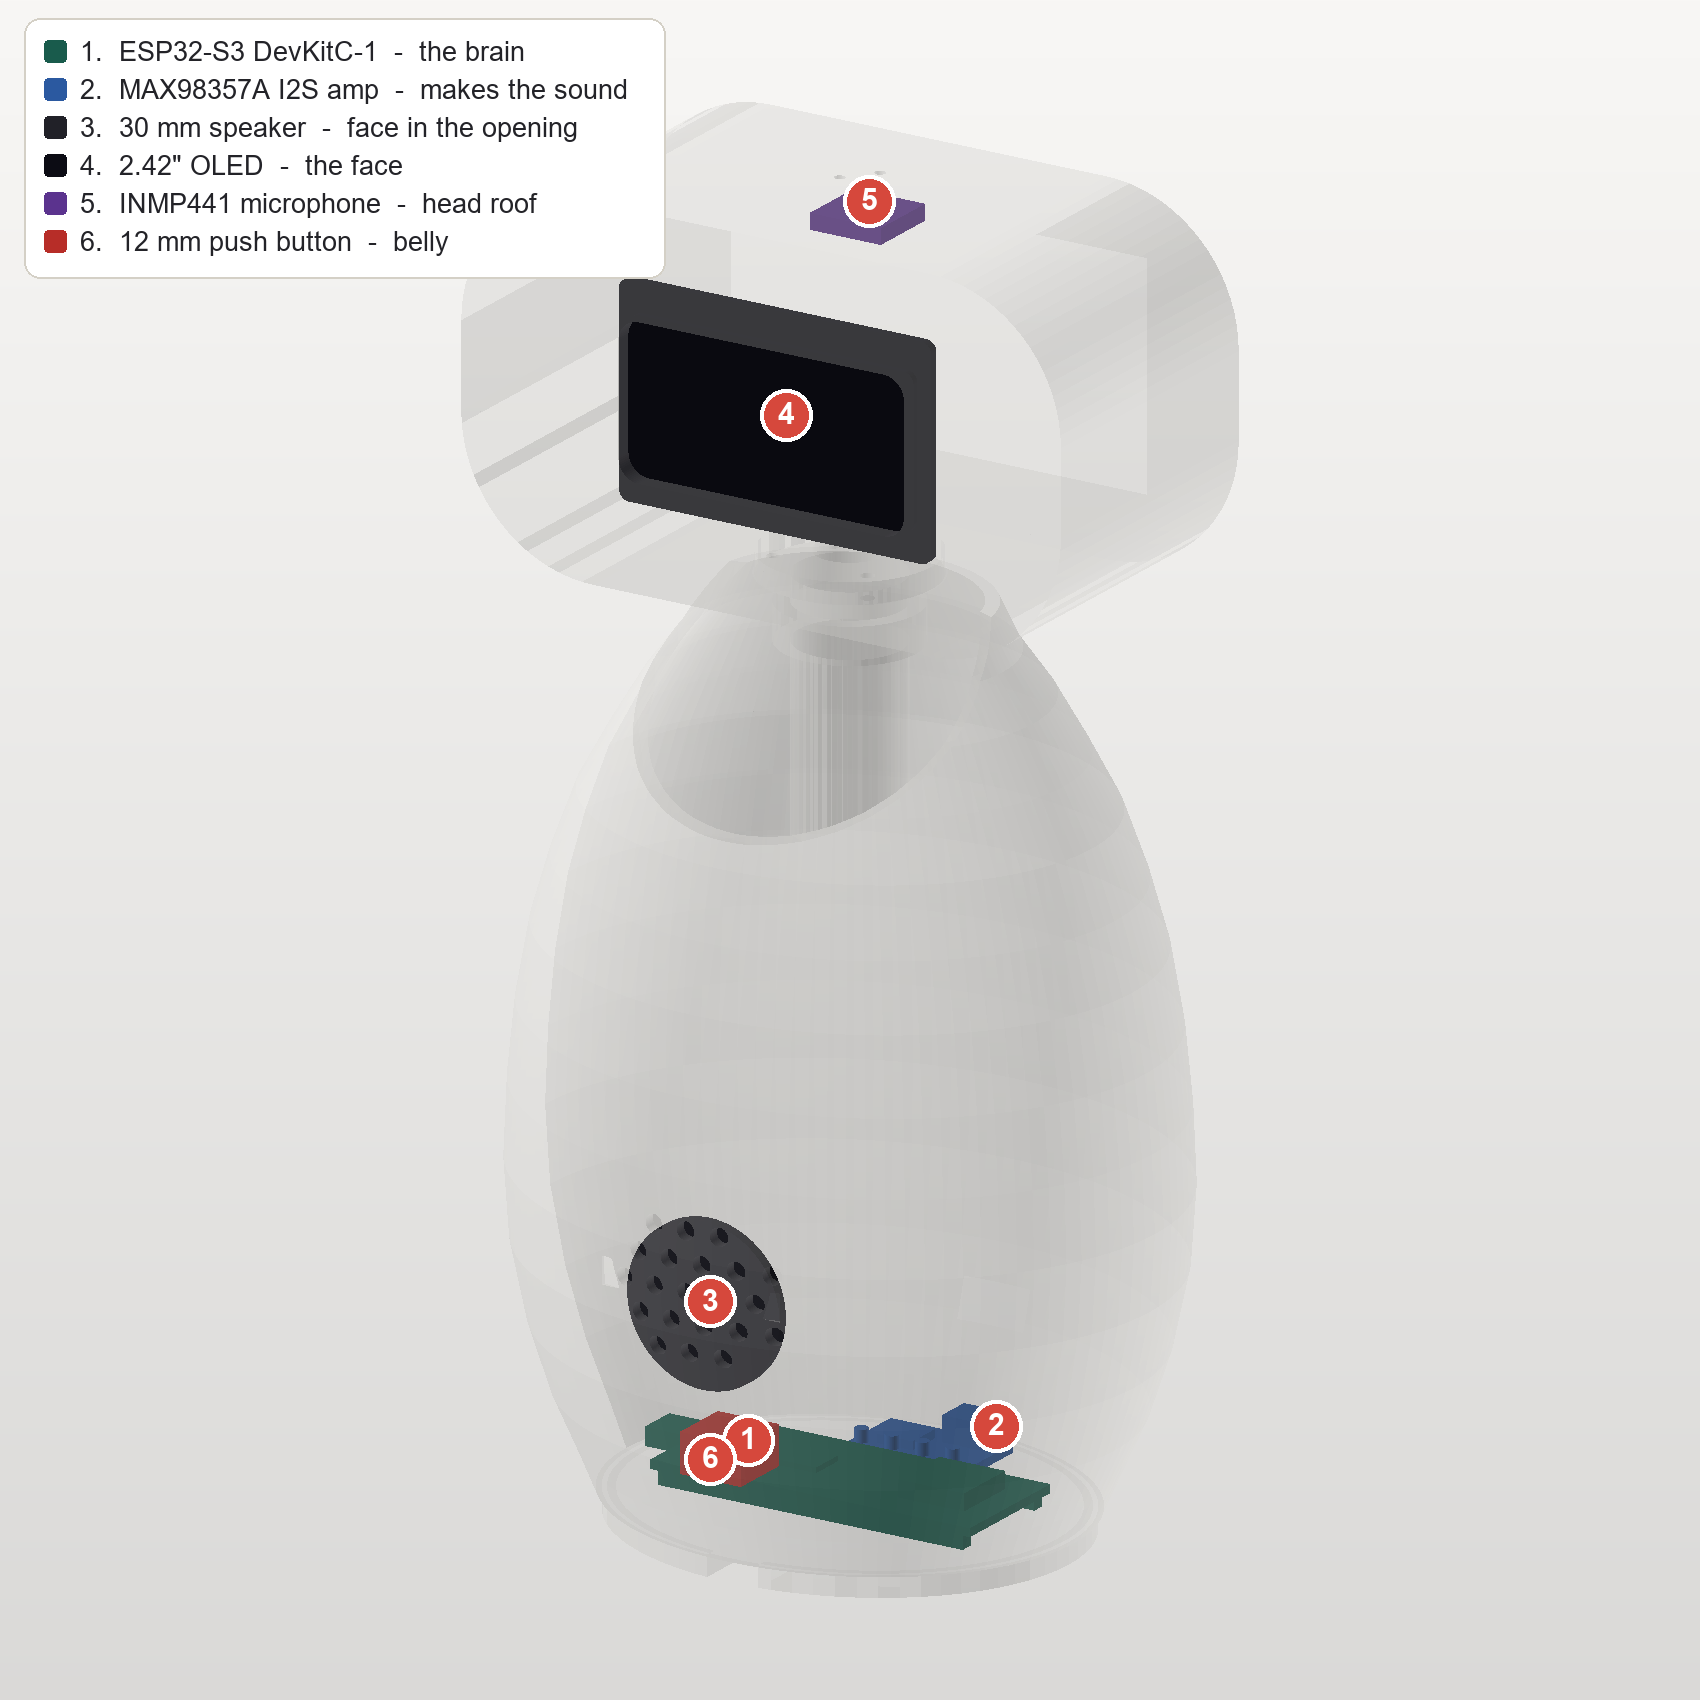 1. ESP32-S3 DevKitC-1 - the brain
2. MAX98357A I2S amp - makes the sound
3. 30 mm speaker - face in the opening
4. 2.42" OLED - the face
5. INMP441 microphone - head roof
6. 12 mm push button - belly
5
4
3
2
1
6